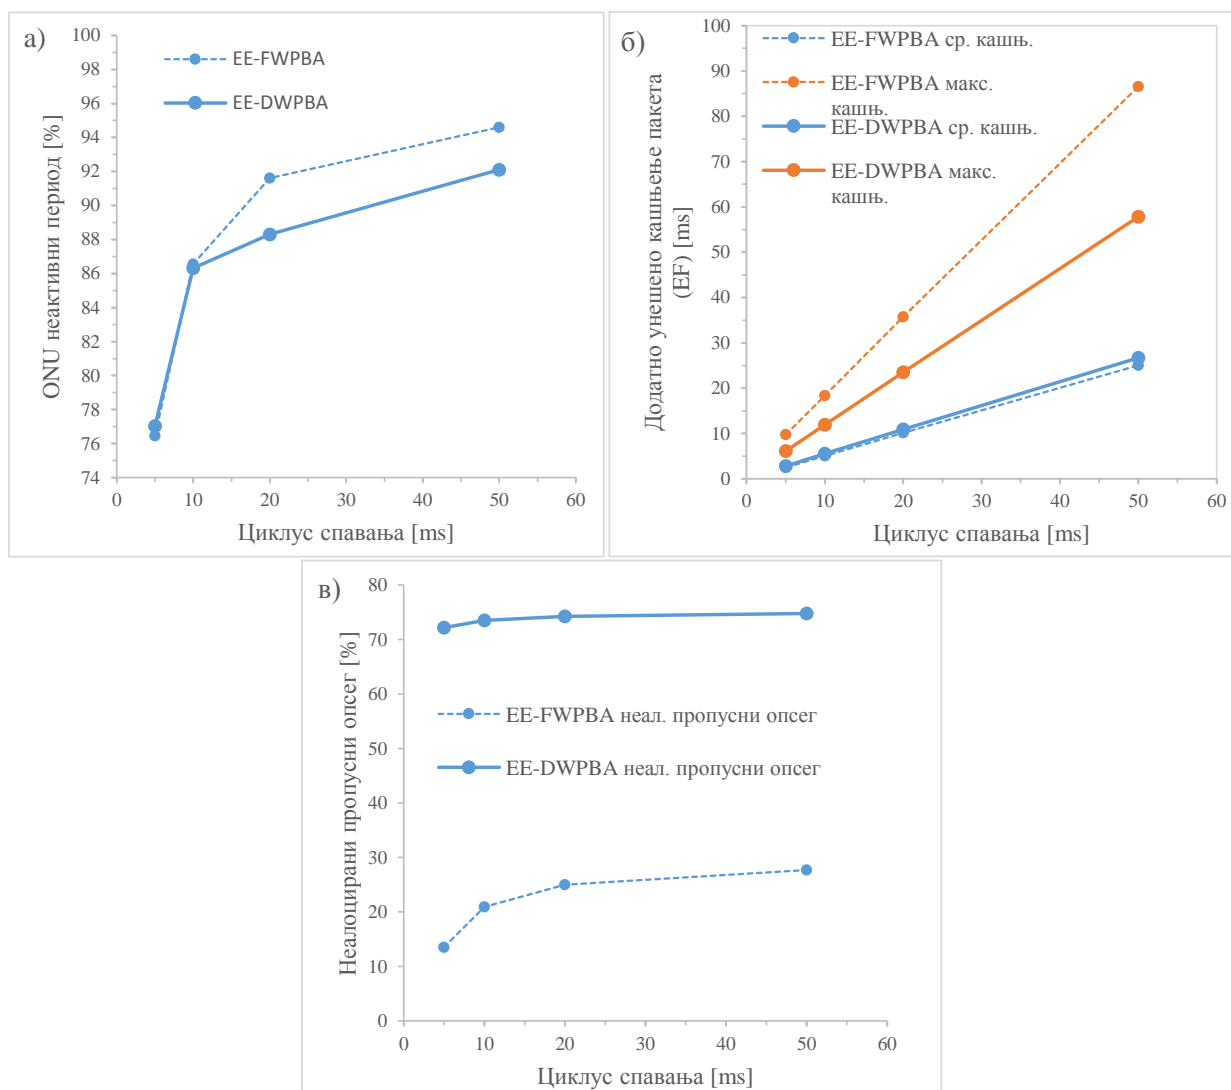 а)
100
98
96
94
92
90
88
86
84
82
80
78
76
74
ONU неактивни период [%]
EE-FWPBA
EE-DWPBA
0 10 20 30 40 50 60
Циклус спавања [ms]
б)
100
90
80
70
60
50
40
30
20
10
0
Додатно унешено кашњење пакета
(EF) [ms]
EE-FWPBA ср. кашњ.
EE-FWPBA макс.
кашњ.
EE-DWPBA ср. кашњ.
EE-DWPBA макс.
кашњ.
0 10 20 30 40 50 60
Циклус спавања [ms]
в)
80
70
60
50
40
30
20
10
0
Неалоцирани пропусни опсег [%]
EE-FWPBA неал. пропусни опсег
EE-DWPBA неал. пропусни опсег
0 10 20 30 40 50 60
Циклус спавања [ms]